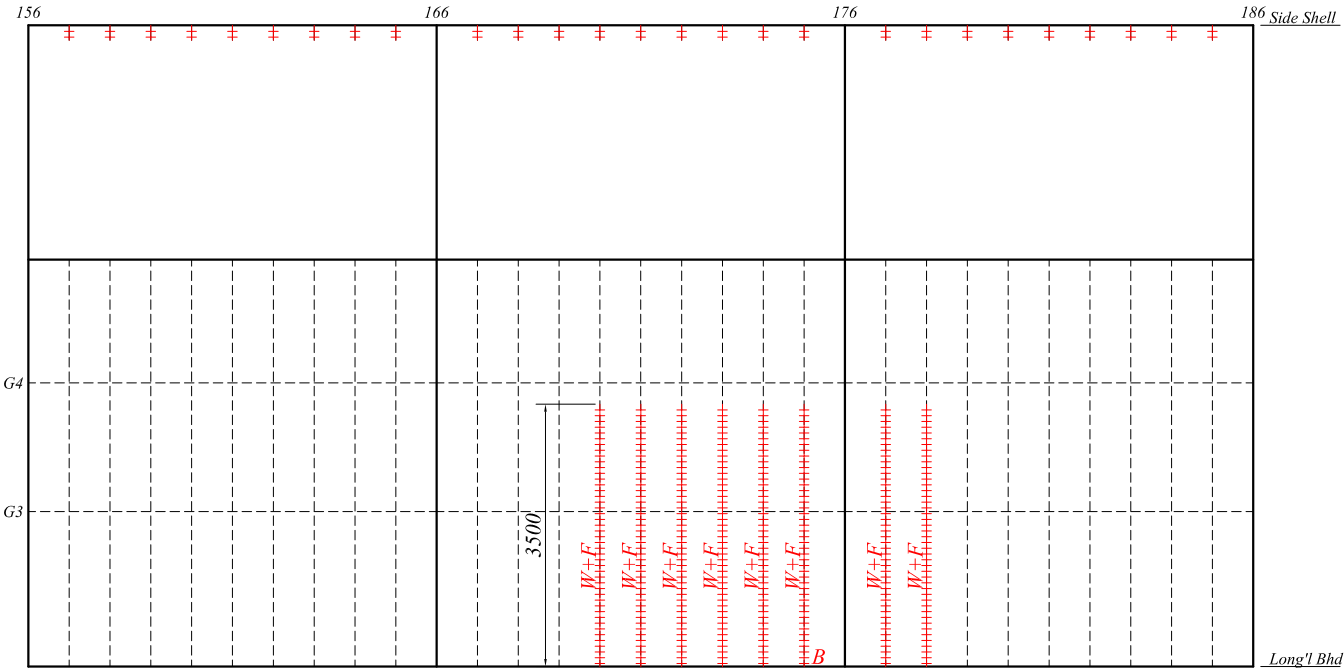 156 166 176 186 Side Shell
G4
G3
3500
W+F W+F W+F W+F W+F W+F W+F W+F
B
Long'l Bhd